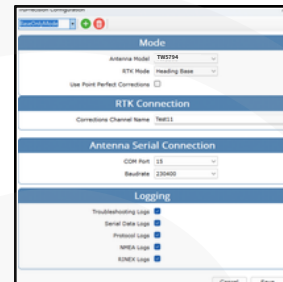 Configuration
Mode
Antenna Model TW5794
RTK Mode Heading Base
Use Point Perfect Corrections
RTK Connection
Corrections Channel Name Test11
Antenna Serial Connection
COM Port 15
Baudrate 230400
Logging
Troubleshooting Logs
Serial Data Logs
Protocol Logs
NMEA Logs
RINEX Logs
Cancel Save